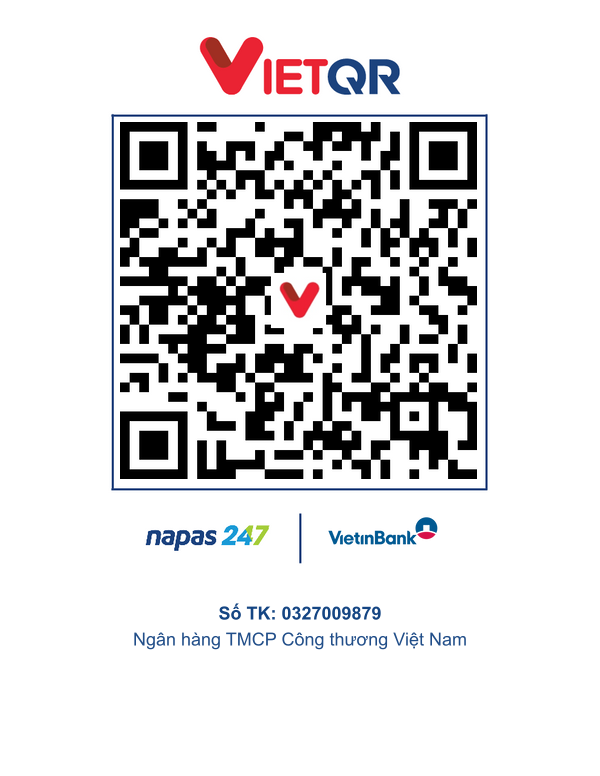 VIETQR
napas 247
VietinBank
Số TK: 0327009879
Ngân hàng TMCP Công thương Việt Nam